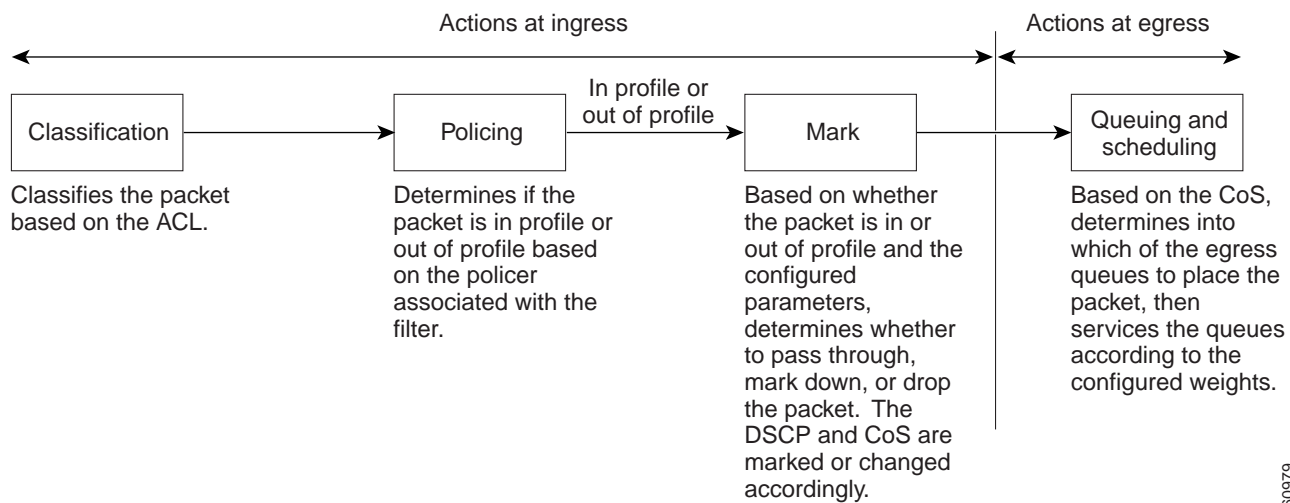 Actions at ingress
Actions at egress
Classification
Policing
In profile or
out of profile
Mark
Queuing and
scheduling
Classifies the packet
based on the ACL.
Determines if the
packet is in profile or
out of profile based
on the policer
associated with the
filter.
Based on whether
the packet is in or
out of profile and the
configured
parameters,
determines whether
to pass through,
mark down, or drop
the packet. The
DSCP and CoS are
marked or changed
accordingly.
Based on the CoS,
determines into
which of the egress
queues to place the
packet, then
services the queues
according to the
configured weights.
60979